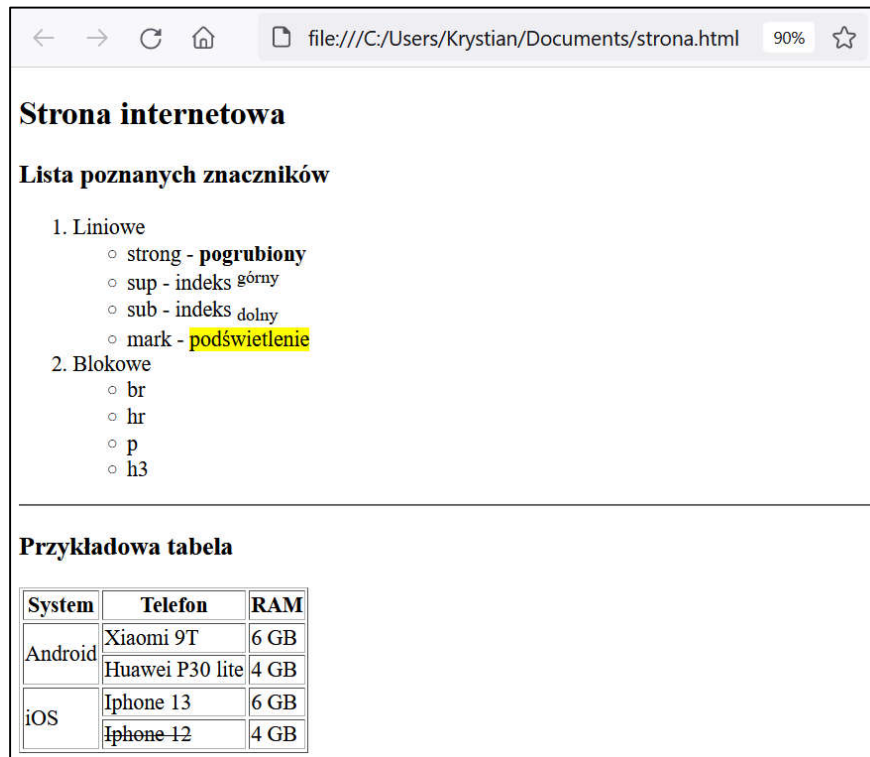 file:///C:/Users/Krystian/Documents/strona.html 90%
Strona internetowa
Lista poznanych znaczników
1. Liniowe
strong - pogrubiony
sup - indeks górny
sub - indeks dolny
mark - podświetlenie
2. Blokowe
br
hr
p
h3
Przykładowa tabela
System Telefon RAM
Android Xiaomi 9T 6 GB
Huawei P30 lite 4 GB
iOS Iphone 13 6 GB
Iphone 12 4 GB